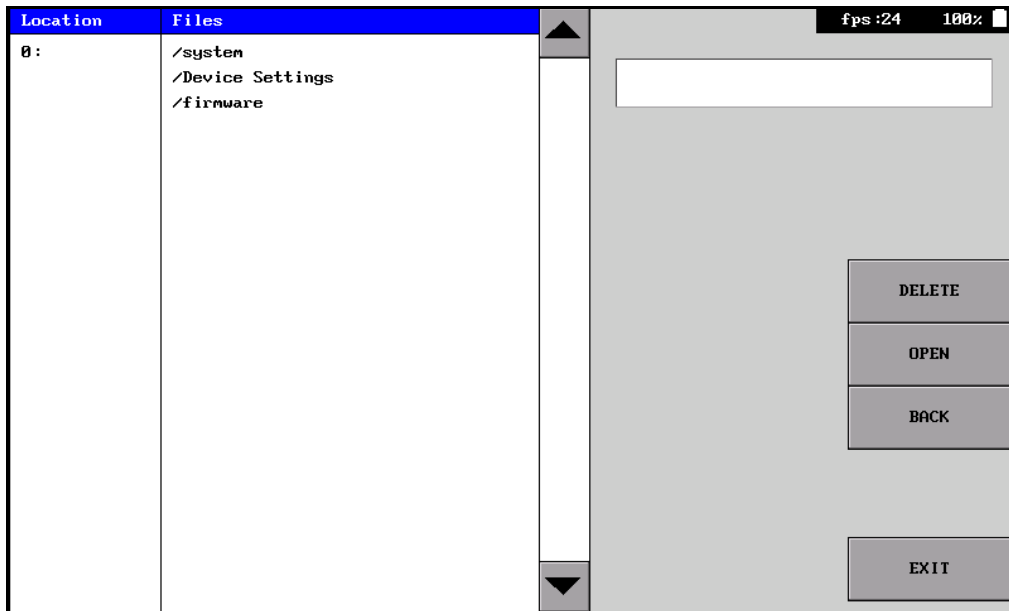 Location Files
fps:24 100%
0: /system
/Device Settings
/firmware
DELETE
OPEN
BACK
EXIT